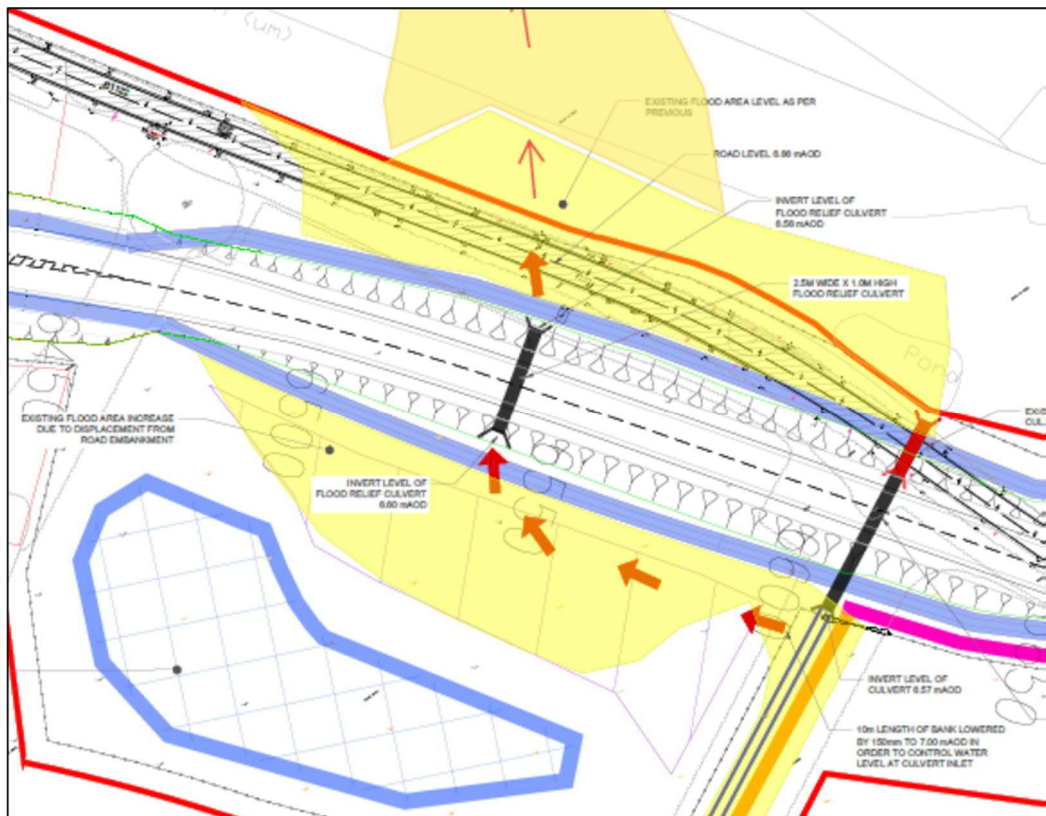 (um)
EXISTING FLOOD AREA LEVEL AS PER
PREVIOUS
ROAD LEVEL 6.86 mAOD
INVERT LEVEL OF
FLOOD RELIEF CULVERT
6.58 mAOD
2.5M WIDE X 1.0M HIGH
FLOOD RELIEF CULVERT
Pond
EXISTING FLOOD AREA INCREASE
DUE TO DISPLACEMENT FROM
ROAD EMBANKMENT
INVERT LEVEL OF
FLOOD RELIEF CULVERT
6.60 mAOD
INVERT LEVEL OF
CULVERT 6.57 mAOD
10m LENGTH OF BANK LOWERED
BY 150mm TO 7.00 mAOD IN
ORDER TO CONTROL WATER
LEVEL AT CULVERT INLET